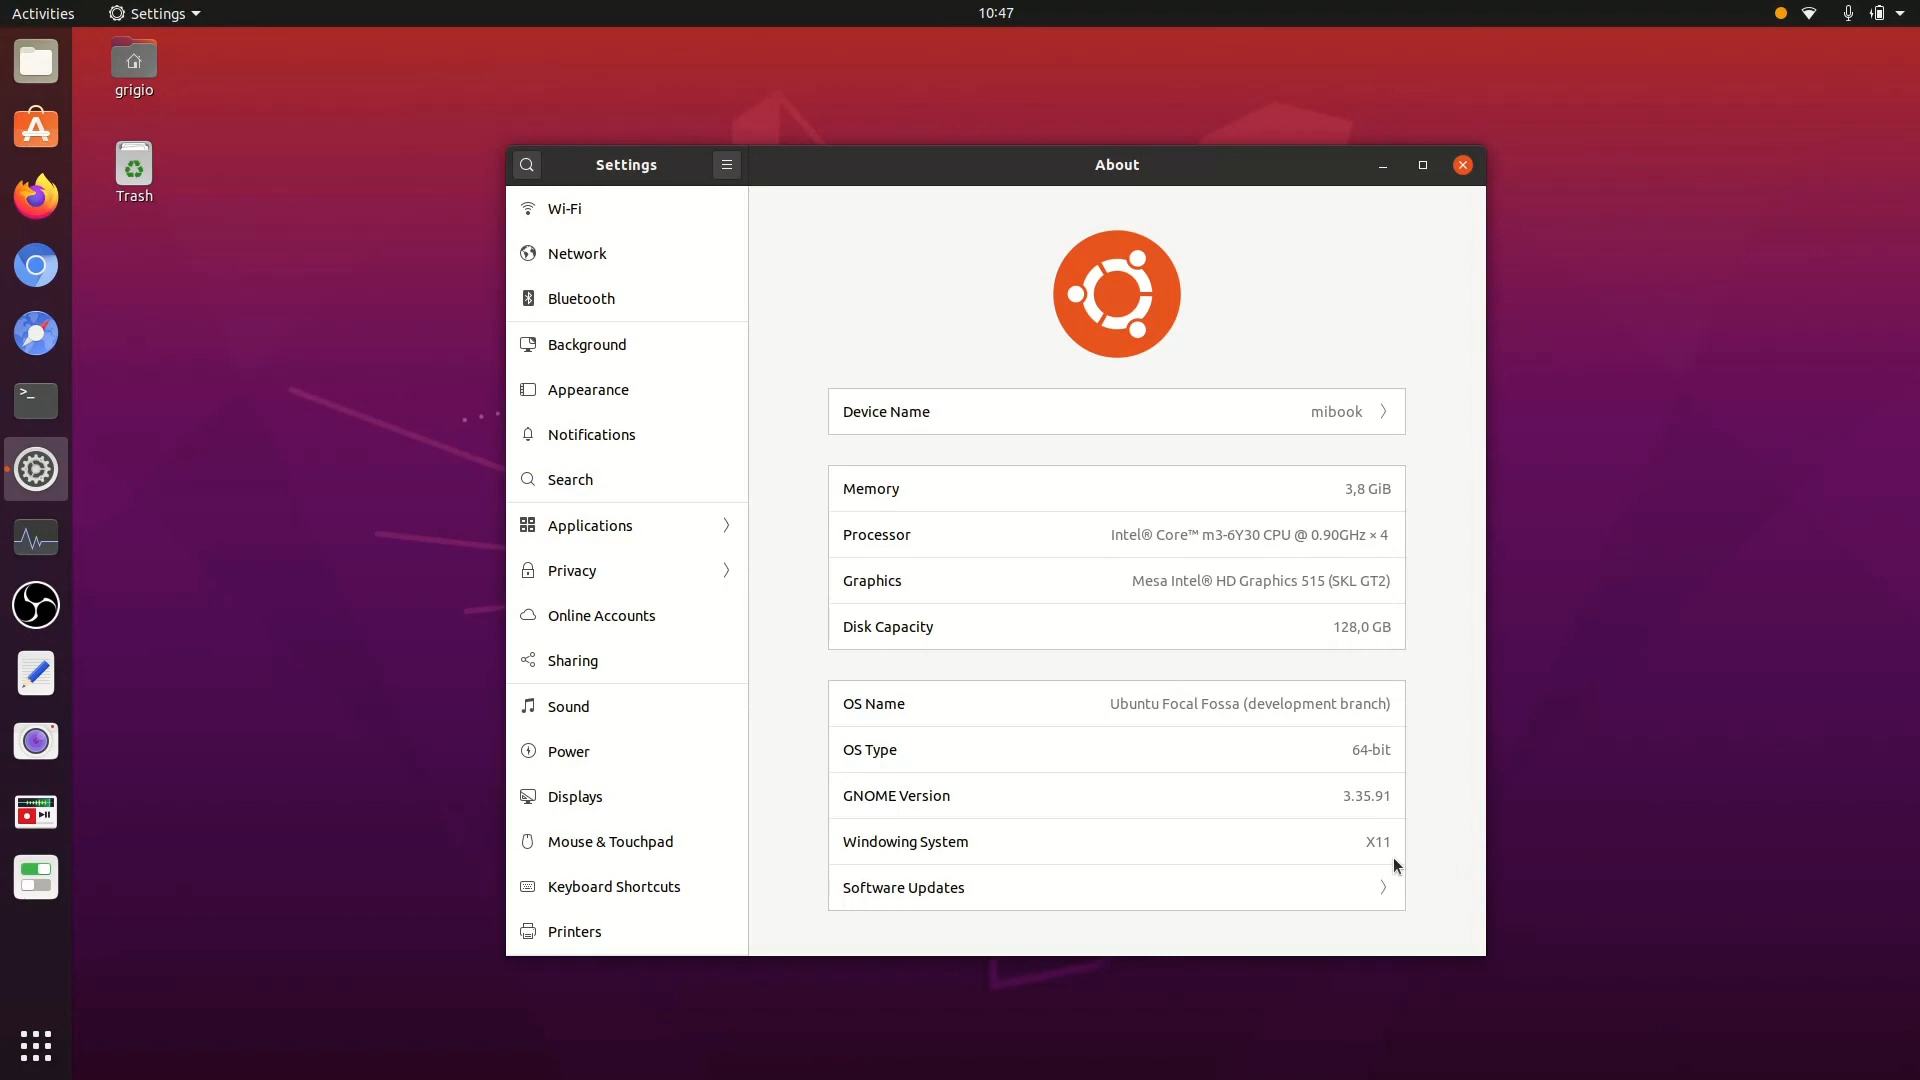 Activities
Settings
10:47
grigio
Trash
Settings
About
Wi-Fi
Network
Bluetooth
Background
Appearance
Notifications
Search
Applications
Privacy
Online Accounts
Sharing
Sound
Power
Displays
Mouse & Touchpad
Keyboard Shortcuts
Printers
Device Name mibook
Memory 3,8 GiB
Processor Intel® Core™ m3-6Y30 CPU @ 0.90GHz × 4
Graphics Mesa Intel® HD Graphics 515 (SKL GT2)
Disk Capacity 128,0 GB
OS Name Ubuntu Focal Fossa (development branch)
OS Type 64-bit
GNOME Version 3.35.91
Windowing System X11
Software Updates